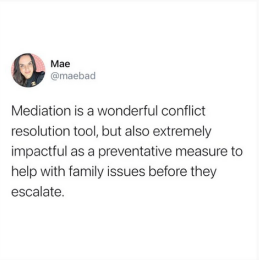 Mae
@maebad
Mediation is a wonderful conflict
resolution tool, but also extremely
impactful as a preventative measure to
help with family issues before they
escalate.